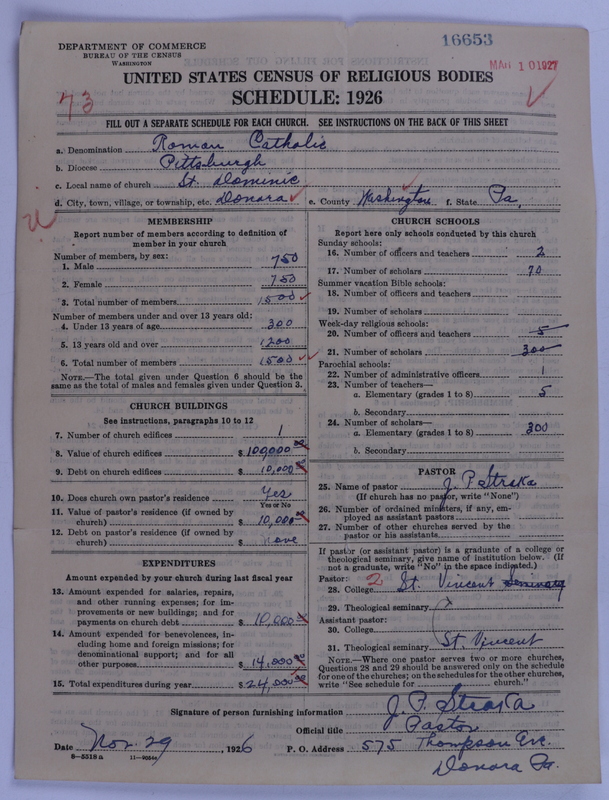 DEPARTMENT OF COMMERCE
BUREAU OF THE CENSUS
WASHINGTON
16653
MAR 10 1927
UNITED STATES CENSUS OF RELIGIOUS BODIES
SCHEDULE: 1926
73
FILL OUT A SEPARATE SCHEDULE FOR EACH CHURCH. SEE INSTRUCTIONS ON THE BACK OF THIS SHEET
a. Denomination Roman Catholic
b. Diocese Pittsburgh
c. Local name of church St. Dominic
d. City, town, village, or township, etc. Donora e. County Washington f. State Pa.
MEMBERSHIP
Report number of members according to definition of
member in your church
Number of members, by sex:
1. Male 750
2. Female 750
3. Total number of members 1500
Number of members under and over 13 years old:
4. Under 13 years of age 300
5. 13 years old and over 1200
6. Total number of members 1500
NOTE.—The total given under Question 6 should be
the same as the total of males and females given under Question 3.
CHURCH BUILDINGS
See instructions, paragraphs 10 to 12
7. Number of church edifices 1
8. Value of church edifices $100,000.00
9. Debt on church edifices $10,000.00
10. Does church own pastor's residence Yes
Yes or No
11. Value of pastor's residence (if owned by
church) $10,000.00
12. Debt on pastor's residence (if owned by
church) $ None
EXPENDITURES
Amount expended by your church during last fiscal year
13. Amount expended for salaries, repairs,
and other running expenses; for im-
provements or new buildings; and for
payments on church debt $10,000.00
14. Amount expended for benevolences, in-
cluding home and foreign missions; for
denominational support; and for all
other purposes $14,000.00
15. Total expenditures during year $24,000.00
CHURCH SCHOOLS
Report here only schools conducted by this church
Sunday schools:
16. Number of officers and teachers 2
17. Number of scholars 70
Summer vacation Bible schools:
18. Number of officers and teachers
19. Number of scholars
Week-day religious schools:
20. Number of officers and teachers 5
21. Number of scholars 300
Parochial schools:
22. Number of administrative officers 1
23. Number of teachers—
a. Elementary (grades 1 to 8) 5
b. Secondary
24. Number of scholars—
a. Elementary (grades 1 to 8) 300
b. Secondary
PASTOR
25. Name of pastor J. P. Straka
(If church has no pastor, write "None")
26. Number of ordained ministers, if any, em-
ployed as assistant pastors
27. Number of other churches served by the
pastor or his assistants
If pastor (or assistant pastor) is a graduate of a college or
theological seminary, give name of institution below. (If
not a graduate, write "No" in the space indicated.)
Pastor: 2
28. College St. Vincent Seminary
29. Theological seminary
Assistant pastor:
30. College
31. Theological seminary St. Vincent
NOTE.—Where one pastor serves two or more churches,
Questions 28 and 29 should be answered only on the schedule
for one of the churches; on the schedules for the other churches,
write "See schedule for church."
Signature of person furnishing information J. P. Straka
Official title Pastor
Date Nov. 29, 1926 P. O. Address 575 Thompson Ave.
Donora Pa.
8—5518a